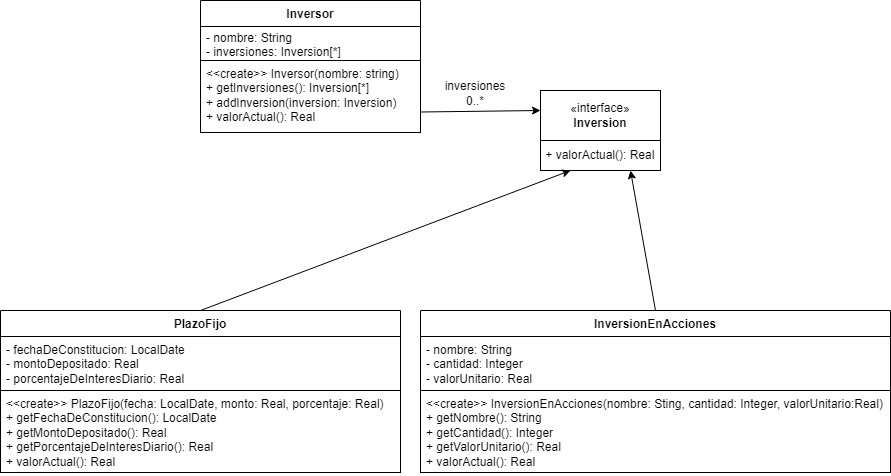 Inversor
- nombre: String
- inversiones: Inversion[*]
<<create>> Inversor(nombre: string)
+ getInversiones(): Inversion[*]
+ addInversion(inversion: Inversion)
+ valorActual(): Real
inversiones
0..*
«interface»
Inversion
+ valorActual(): Real
PlazoFijo
- fechaDeConstitucion: LocalDate
- montoDepositado: Real
- porcentajeDeInteresDiario: Real
<<create>> PlazoFijo(fecha: LocalDate, monto: Real, porcentaje: Real)
+ getFechaDeConstitucion(): LocalDate
+ getMontoDepositado(): Real
+ getPorcentajeDeInteresDiario(): Real
+ valorActual(): Real
InversionEnAcciones
- nombre: String
- cantidad: Integer
- valorUnitario: Real
<<create>> InversionEnAcciones(nombre: Sting, cantidad: Integer, valorUnitario:Real)
+ getNombre(): String
+ getCantidad(): Integer
+ getValorUnitario(): Real
+ valorActual(): Real